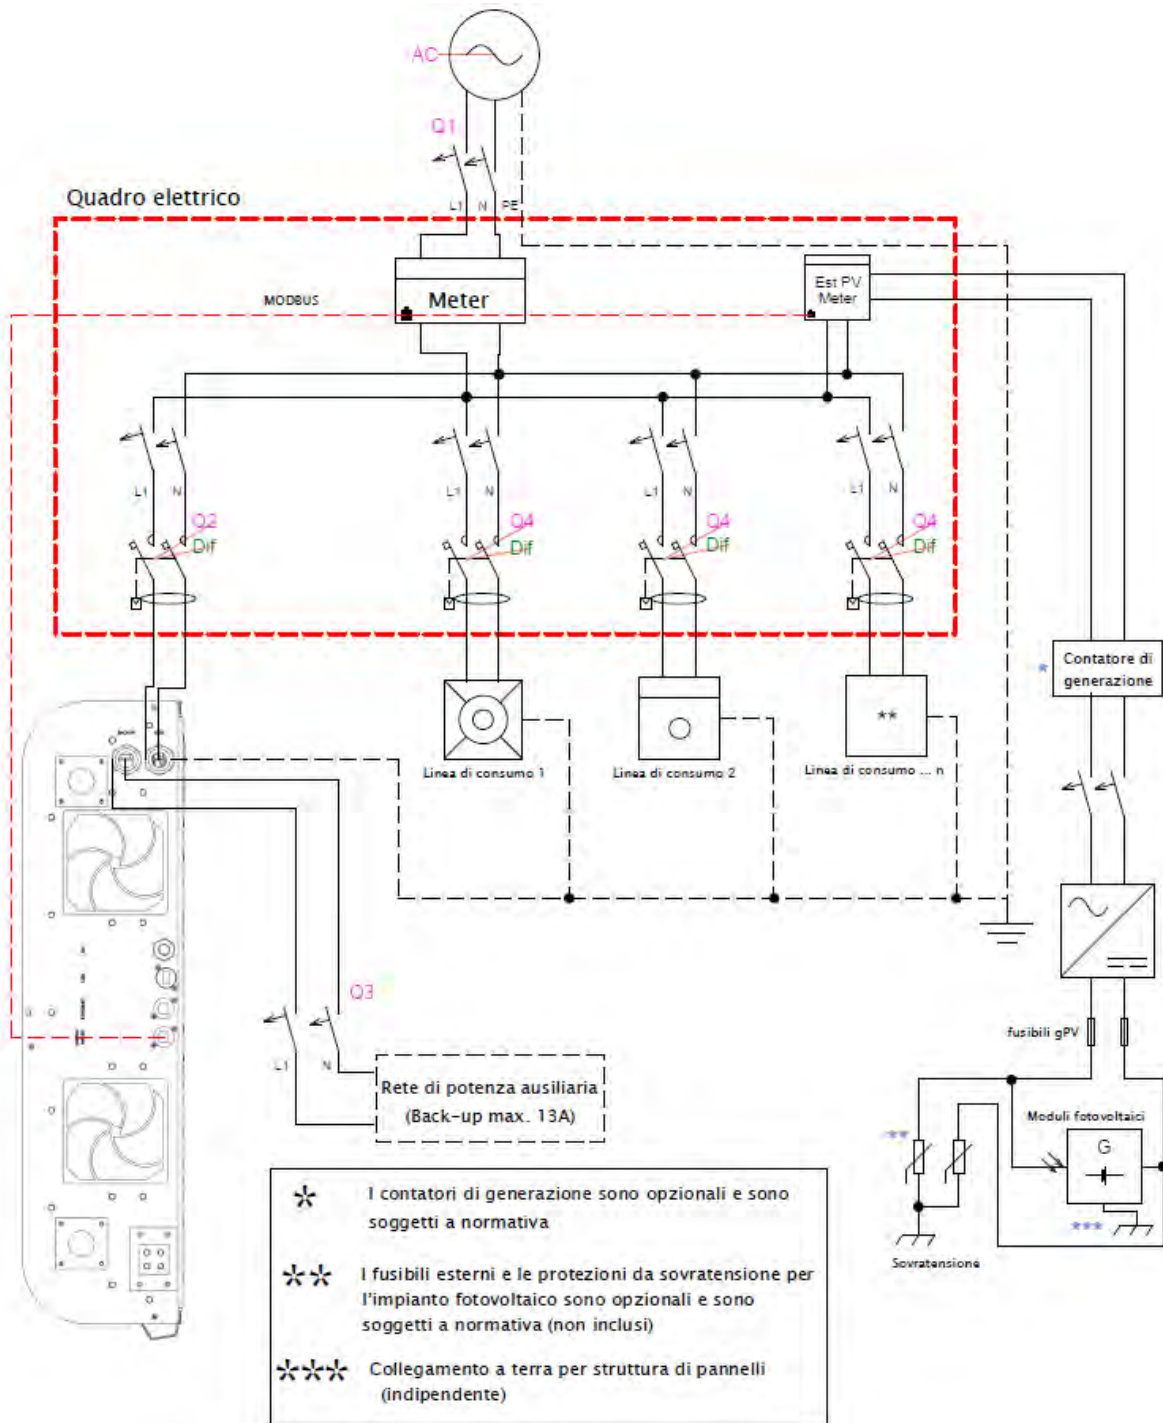 AC
Q1
Quadro elettrico
L1 N PE
MODBUS
Meter
Est PV
Meter
L1 N
L1 N
L1 N
L1 N
Q2
Dif
Q4
Dif
Q4
Dif
Q4
Dif
* Contatore di
generazione
**
Linea di consumo 1
Linea di consumo 2
Linea di consumo ... n
Q3
L1 N
Rete di potenza ausiliaria
(Back-up max. 13A)
fusibili gPV
Moduli fotovoltaici
**
G
***
Sovratensione
* I contatori di generazione sono opzionali e sono
soggetti a normativa
** I fusibili esterni e le protezioni da sovratensione per
l'impianto fotovoltaico sono opzionali e sono
soggetti a normativa (non inclusi)
*** Collegamento a terra per struttura di pannelli
(indipendente)